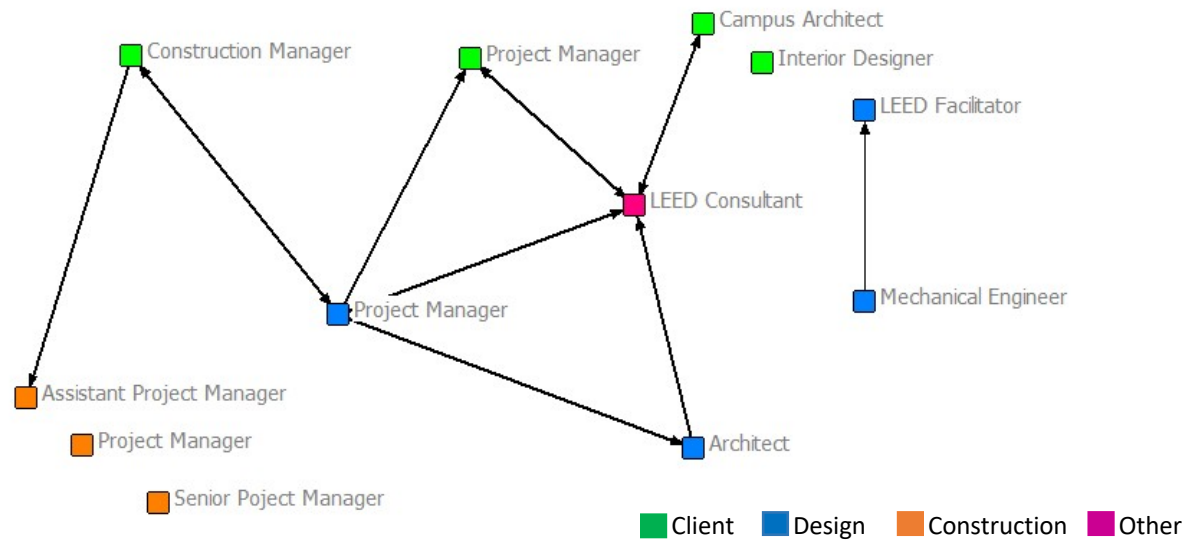 Campus Architect
Construction Manager
Project Manager
Interior Designer
LEED Facilitator
LEED Consultant
Mechanical Engineer
Project Manager
Assistant Project Manager
Project Manager
Architect
Senior Poject Manager
Client Design Construction Other